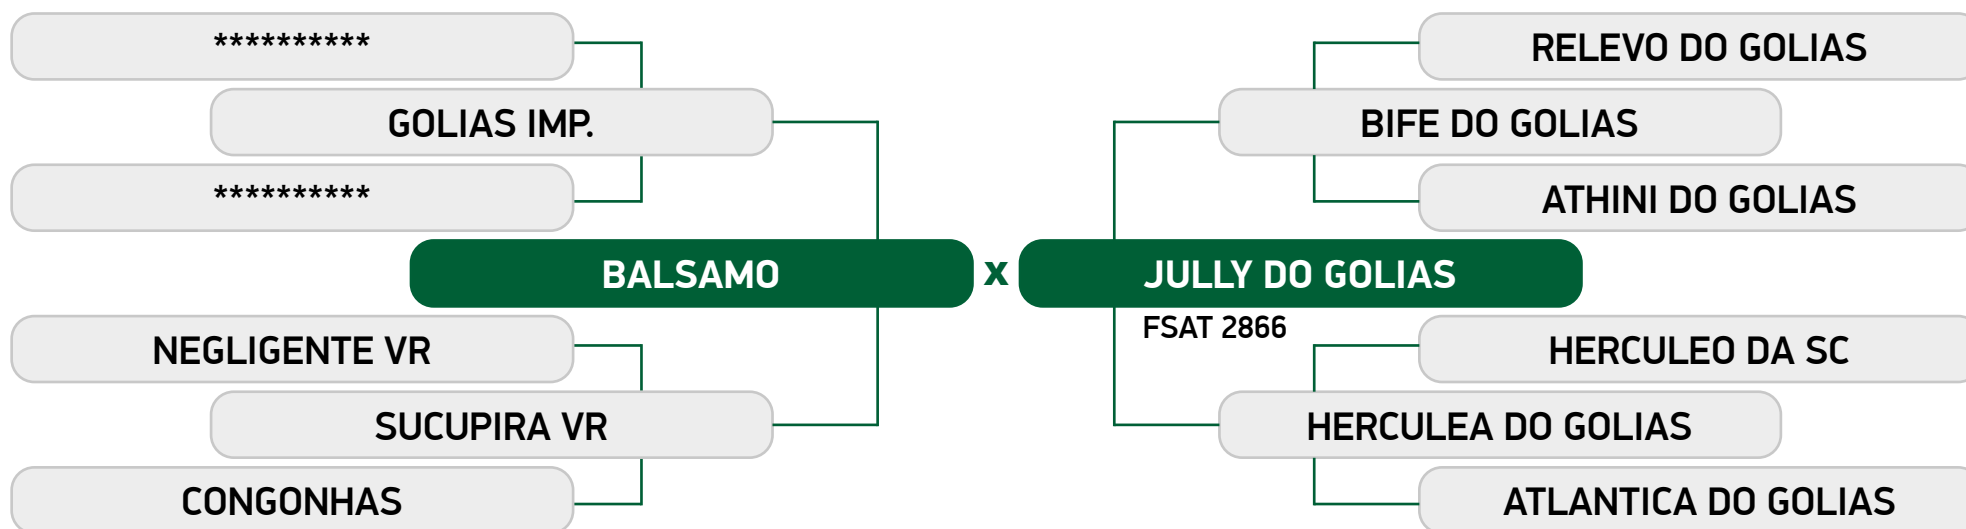 **********
GOLIAS IMP.
**********
BALSAMO
NEGLIGENTE VR
SUCUPIRA VR
CONGONHAS
x
RELEVO DO GOLIAS
BIFE DO GOLIAS
ATHINI DO GOLIAS
JULLY DO GOLIAS
FSAT 2866
HERCULEO DA SC
HERCULEA DO GOLIAS
ATLANTICA DO GOLIAS